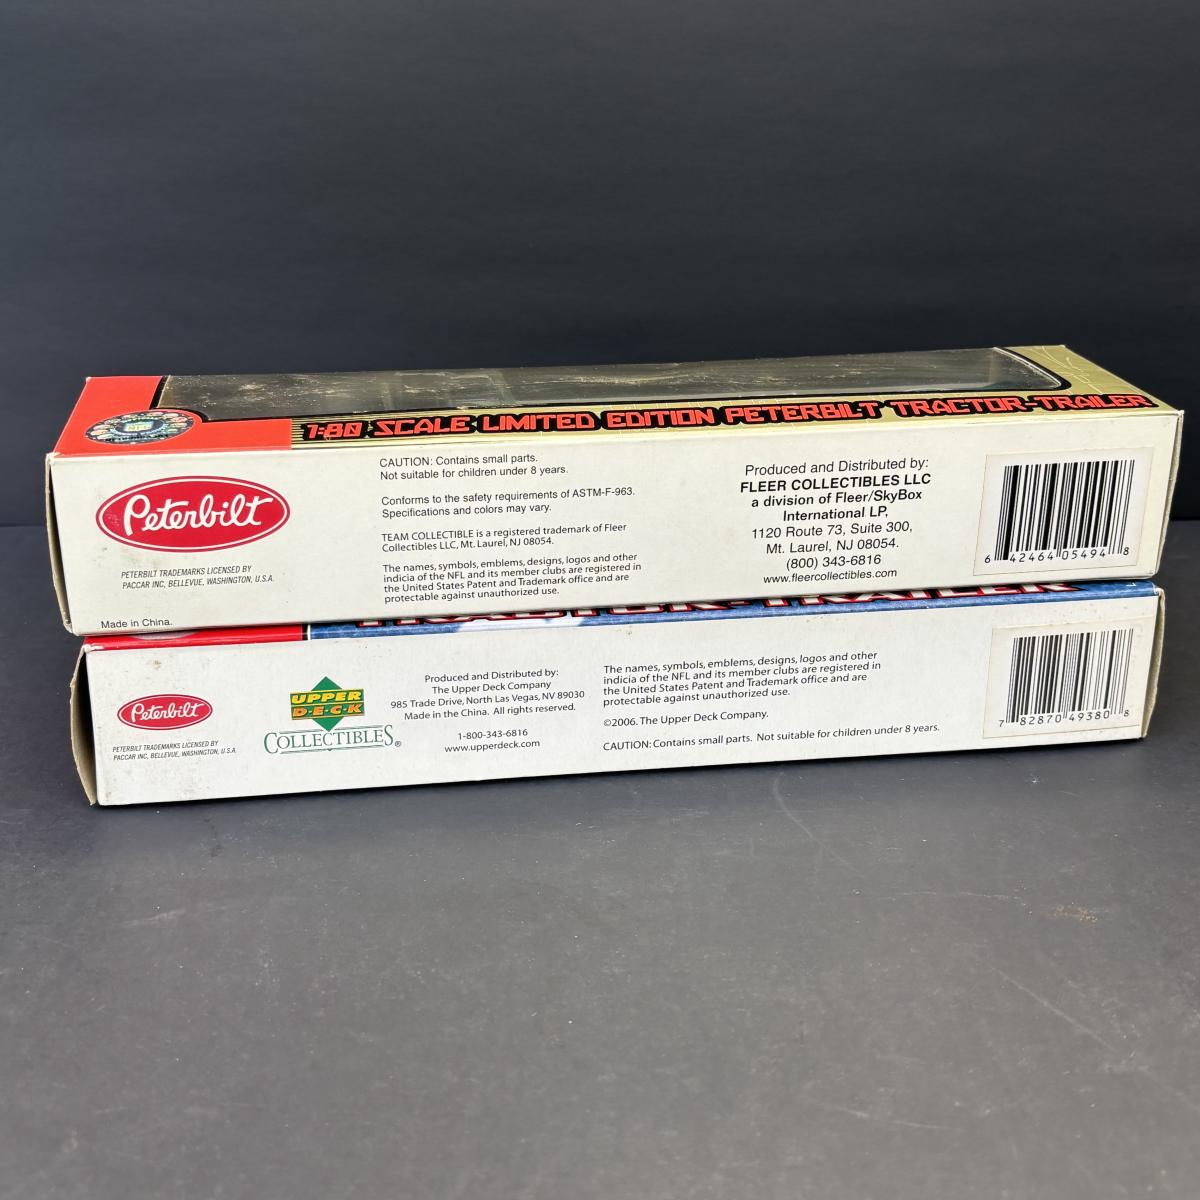 1:80 SCALE LIMITED EDITION PETERBILT TRACTOR-TRAILER
NFL
Peterbilt
PETERBILT TRADEMARKS LICENSED BY
PACCAR INC, BELLEVUE, WASHINGTON, U.S.A.
Made in China.
CAUTION: Contains small parts.
Not suitable for children under 8 years.
Conforms to the safety requirements of ASTM-F-963.
Specifications and colors may vary.
TEAM COLLECTIBLE is a registered trademark of Fleer
Collectibles LLC, Mt. Laurel, NJ 08054.
The names, symbols, emblems, designs, logos and other
indicia of the NFL and its member clubs are registered in
the United States Patent and Trademark office and are
protectable against unauthorized use.
Produced and Distributed by:
FLEER COLLECTIBLES LLC
a division of Fleer/SkyBox
International LP,
1120 Route 73, Suite 300,
Mt. Laurel, NJ 08054.
(800) 343-6816
www.fleercollectibles.com
6 42464 05494 8
TRACTOR-TRAILER
Peterbilt
PETERBILT TRADEMARKS LICENSED BY
PACCAR INC, BELLEVUE, WASHINGTON, U.S.A.
UPPER
D·E·C·K
COLLECTIBLES®
Produced and Distributed by:
The Upper Deck Company
985 Trade Drive, North Las Vegas, NV 89030
Made in the China. All rights reserved.
1-800-343-6816
www.upperdeck.com
The names, symbols, emblems, designs, logos and other
indicia of the NFL and its member clubs are registered in
the United States Patent and Trademark office and are
protectable against unauthorized use.
©2006. The Upper Deck Company.
CAUTION: Contains small parts. Not suitable for children under 8 years.
7 82870 49380 8